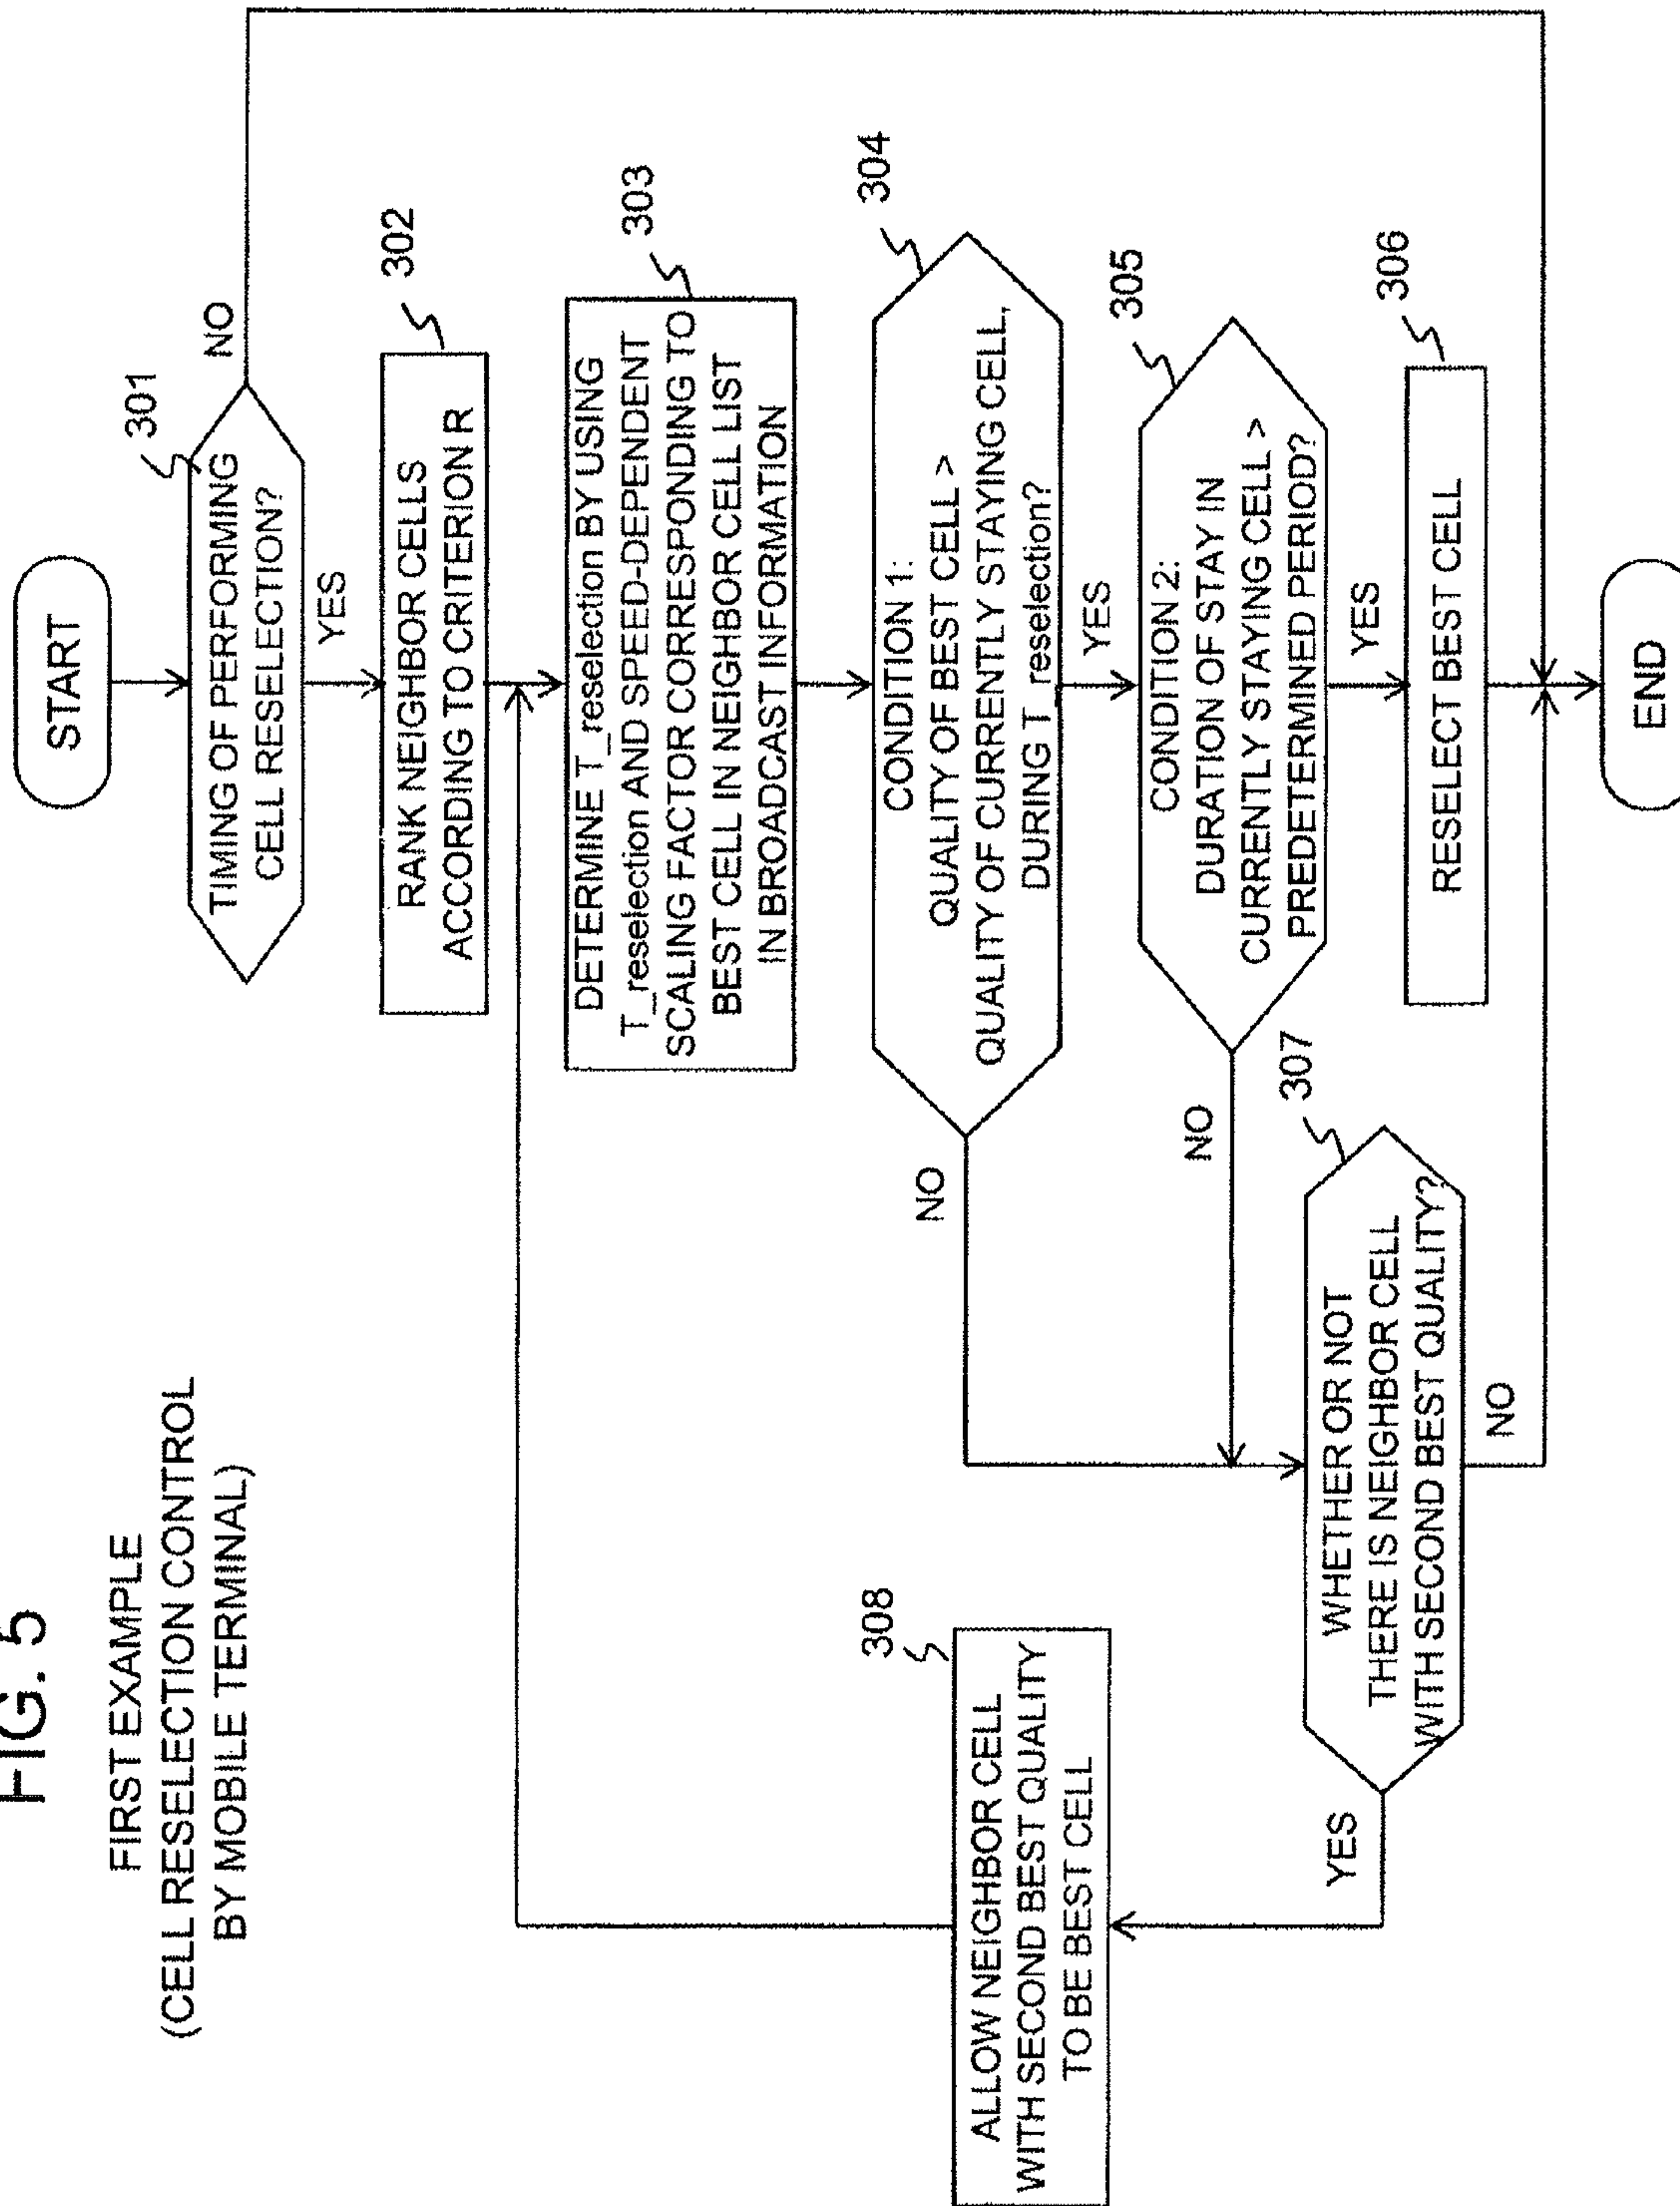 FIG. 5
FIRST EXAMPLE
(CELL RESELECTION CONTROL
BY MOBILE TERMINAL)
START
301
TIMING OF PERFORMING
CELL RESELECTION?
NO
YES
302
RANK NEIGHBOR CELLS
ACCORDING TO CRITERION R
303
DETERMINE T_reselection BY USING
T_reselection AND SPEED-DEPENDENT
SCALING FACTOR CORRESPONDING TO
BEST CELL IN NEIGHBOR CELL LIST
IN BROADCAST INFORMATION
304
CONDITION 1:
QUALITY OF BEST CELL >
QUALITY OF CURRENTLY STAYING CELL,
DURING T_reselection?
NO
YES
305
CONDITION 2:
DURATION OF STAY IN
CURRENTLY STAYING CELL >
PREDETERMINED PERIOD?
NO
YES
306
RESELECT BEST CELL
307
WHETHER OR NOT
THERE IS NEIGHBOR CELL
WITH SECOND BEST QUALITY?
YES
NO
308
ALLOW NEIGHBOR CELL
WITH SECOND BEST QUALITY
TO BE BEST CELL
END